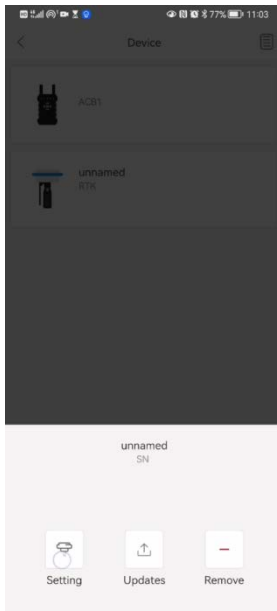 77% 11:03
Device
ACB1
unnamed
RTK
unnamed
SN
Setting Updates Remove